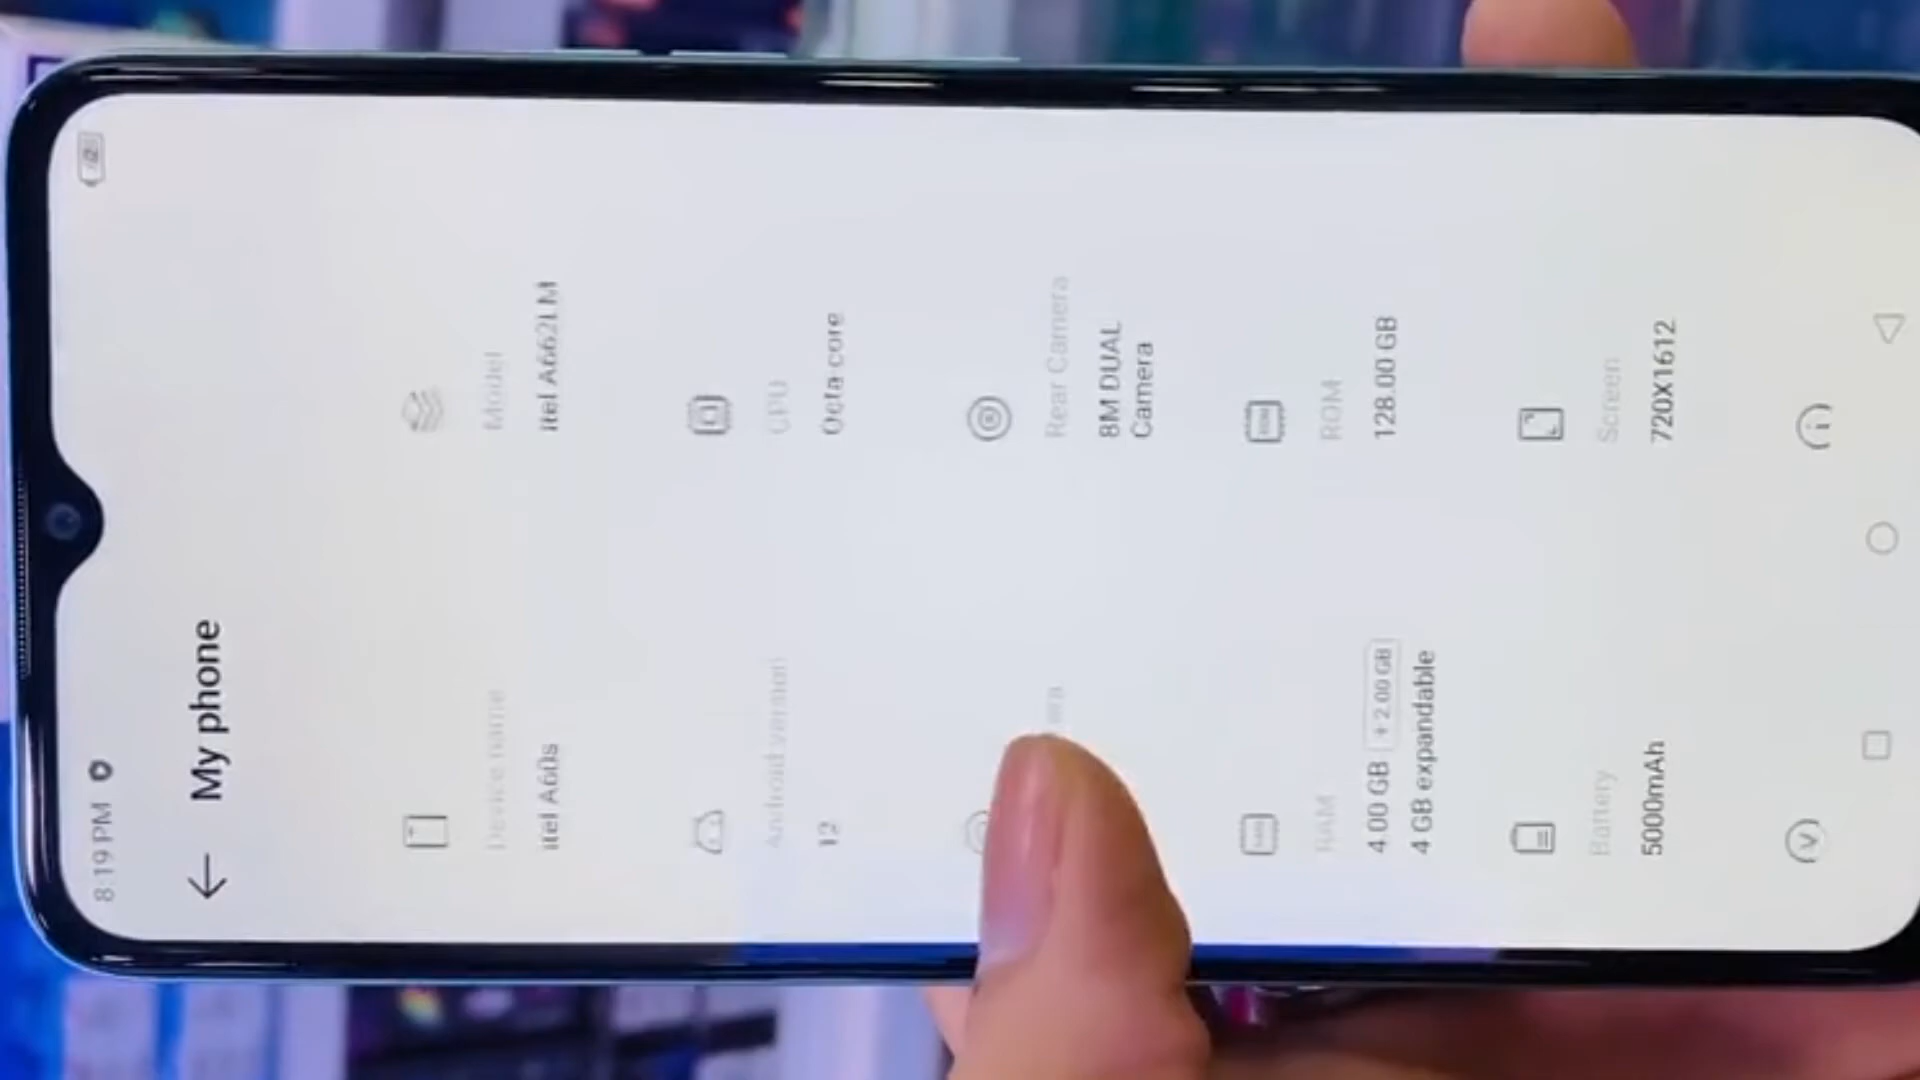 8:19 PM
My phone
Device name
itel A60s
Model
itel A662LM
Android version
12
CPU
Octa-core
era
Rear Camera
8M DUAL
Camera
RAM
4.00 GB + 2.00 GB
4 GB expandable
ROM
128.00 GB
Battery
5000mAh
Screen
720X1612